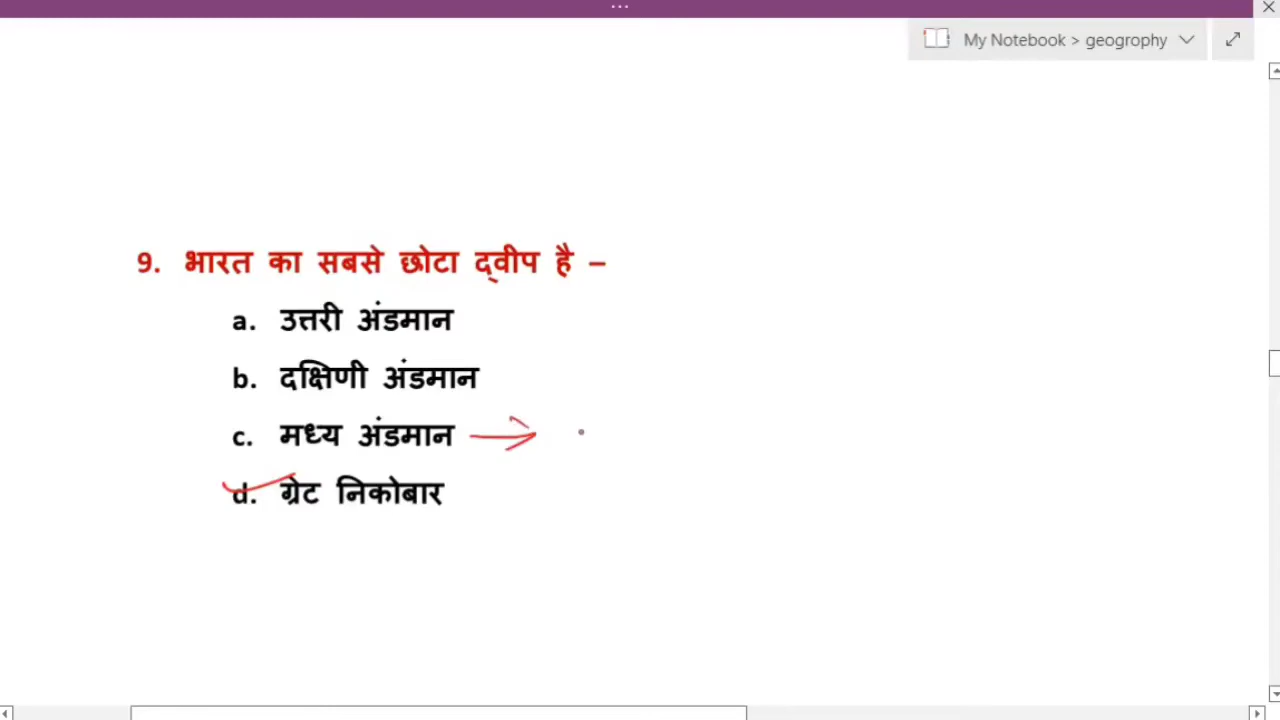 My Notebook > geogrophy
9. भारत का सबसे छोटा द्वीप है –
a. उत्तरी अंडमान
b. दक्षिणी अंडमान
c. मध्य अंडमान
d. ग्रेट निकोबार